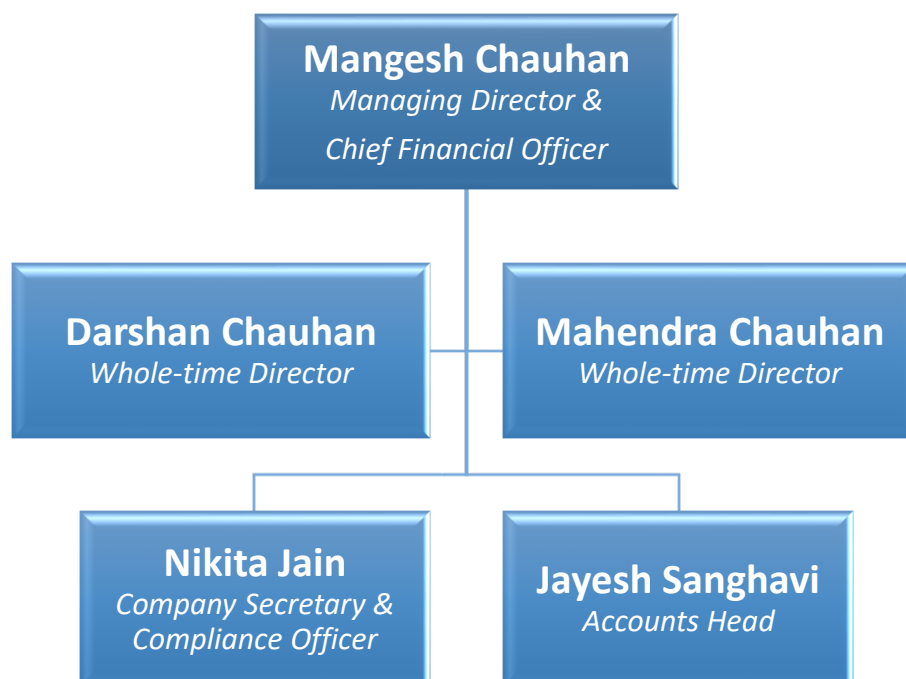 Mangesh Chauhan
Managing Director &
Chief Financial Officer
Darshan Chauhan
Whole-time Director
Mahendra Chauhan
Whole-time Director
Nikita Jain
Company Secretary &
Compliance Officer
Jayesh Sanghavi
Accounts Head